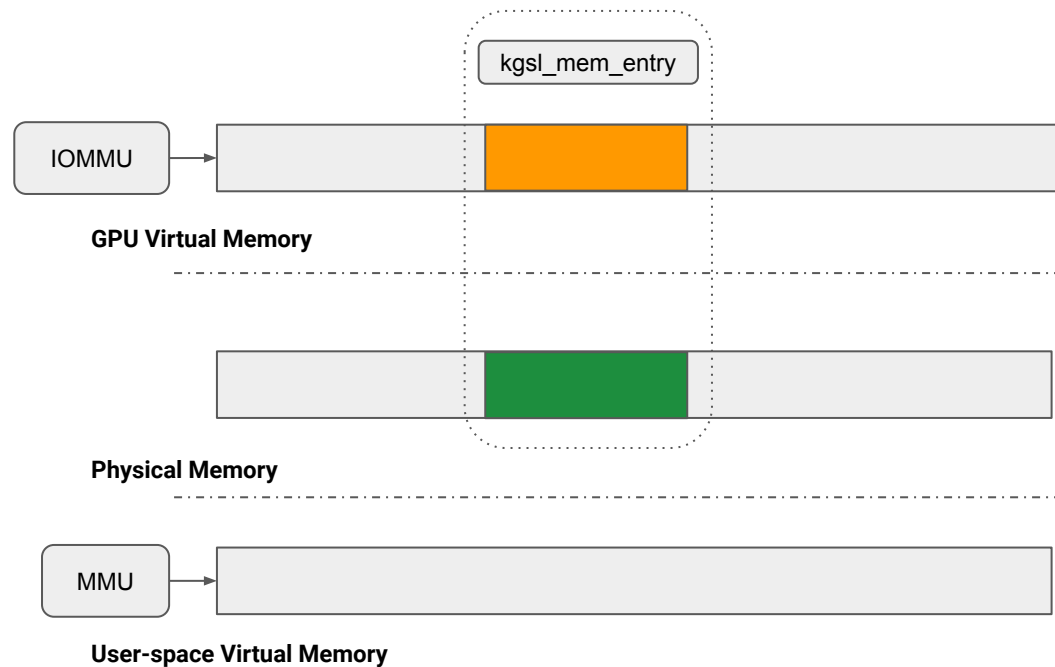 kgsl_mem_entry
IOMMU
GPU Virtual Memory
Physical Memory
MMU
User-space Virtual Memory